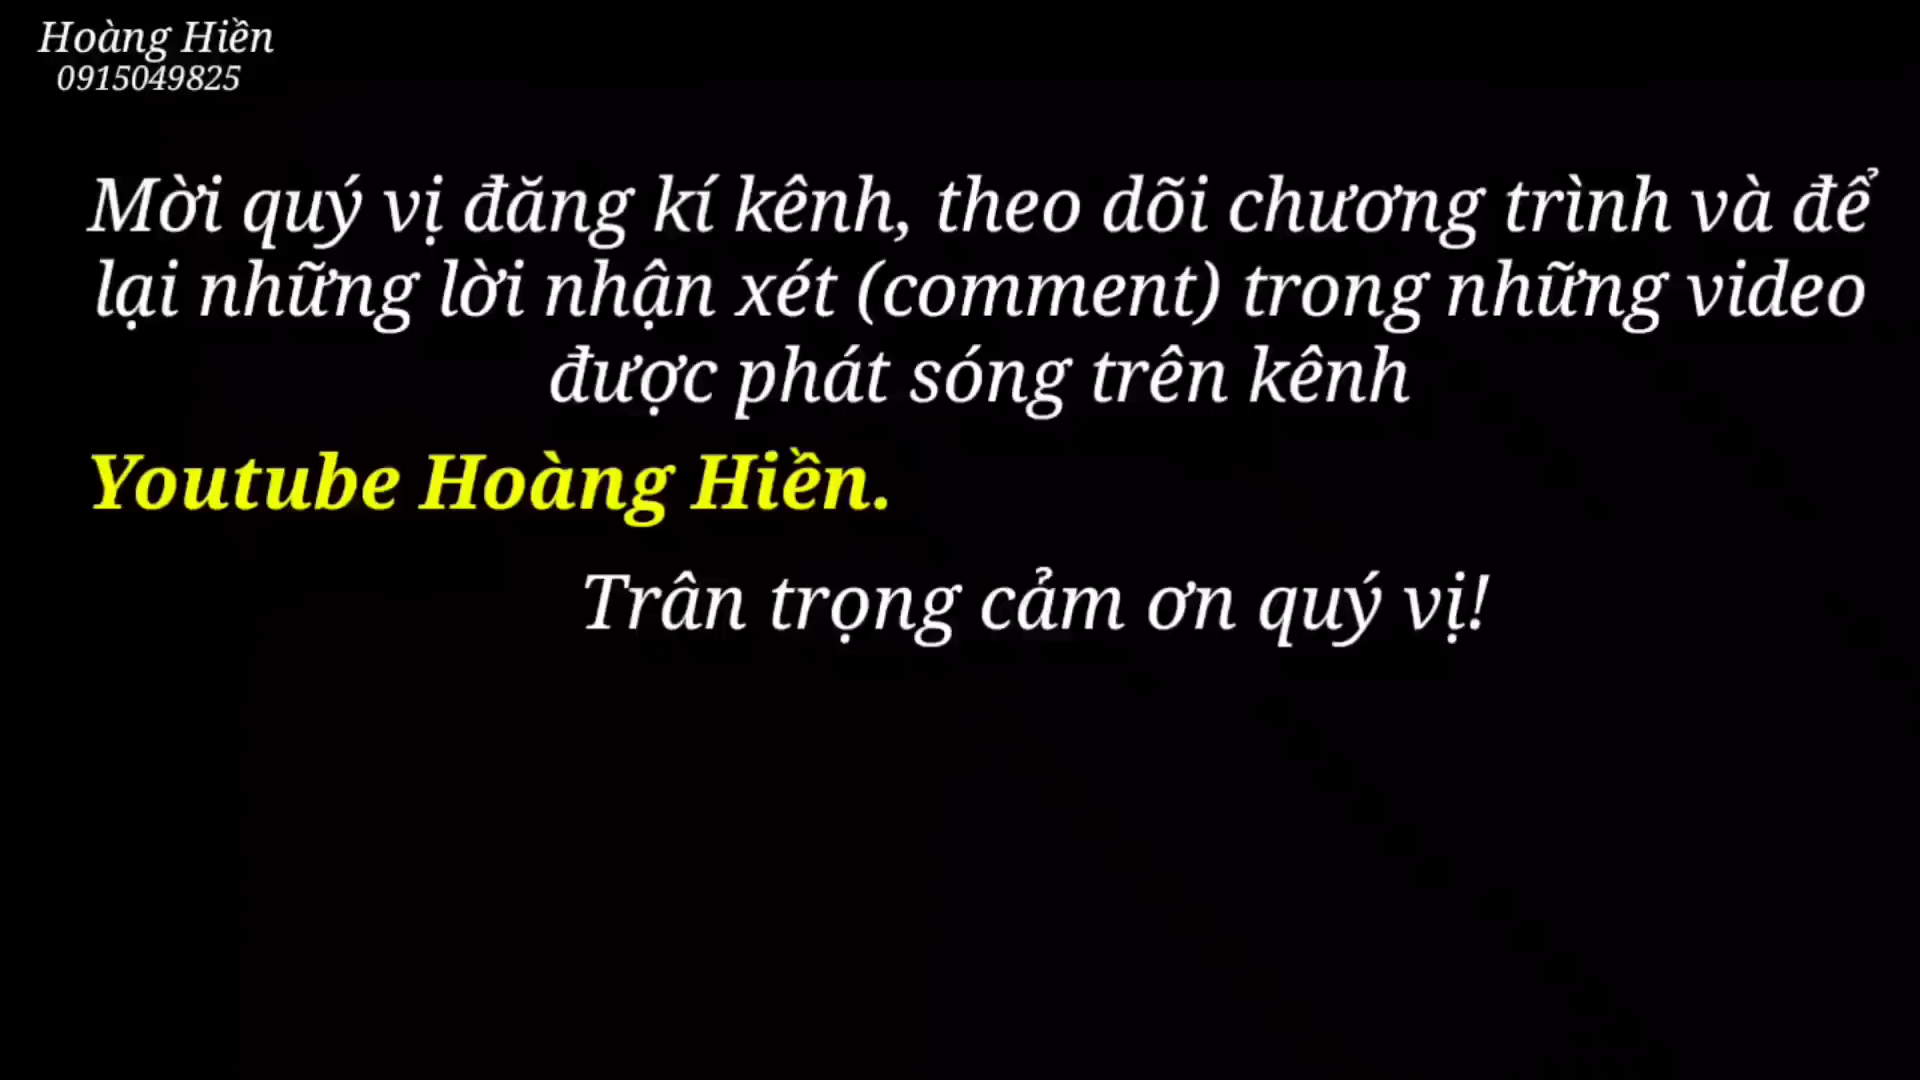 Hoàng Hiền
0915049825
Mời quý vị đăng kí kênh, theo dõi chương trình và để
lại những lời nhận xét (comment) trong những video
được phát sóng trên kênh
Youtube Hoàng Hiền.
Trân trọng cảm ơn quý vị!